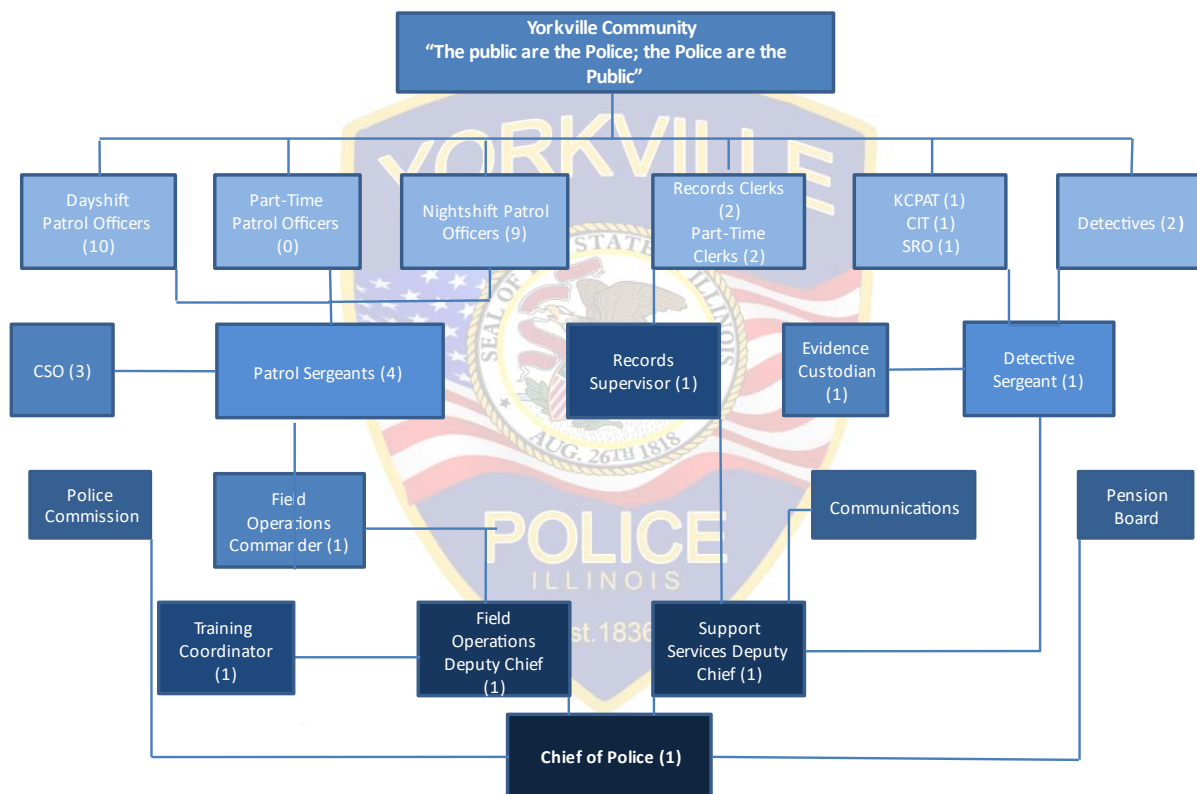 Yorkville Community
“The public are the Police; the Police are the
Public”
Dayshift
Patrol Officers
(10)
Part-Time
Patrol Officers
(0)
Nightshift Patrol
Officers (9)
Records Clerks
(2)
Part-Time
Clerks (2)
KCPAT (1)
CIT (1)
SRO (1)
Detectives (2)
CSO (3)
Patrol Sergeants (4)
Records
Supervisor (1)
Evidence
Custodian
(1)
Detective
Sergeant (1)
Police
Commission
Field
Operations
Commander (1)
Communications
Pension
Board
Training
Coordinator
(1)
Field
Operations
Deputy Chief
(1)
Support
Services Deputy
Chief (1)
Chief of Police (1)
YORKVILLE
SEAL OF STATE ILLINOIS
AUG. 26TH 1818
POLICE
ILLINOIS
st.1836